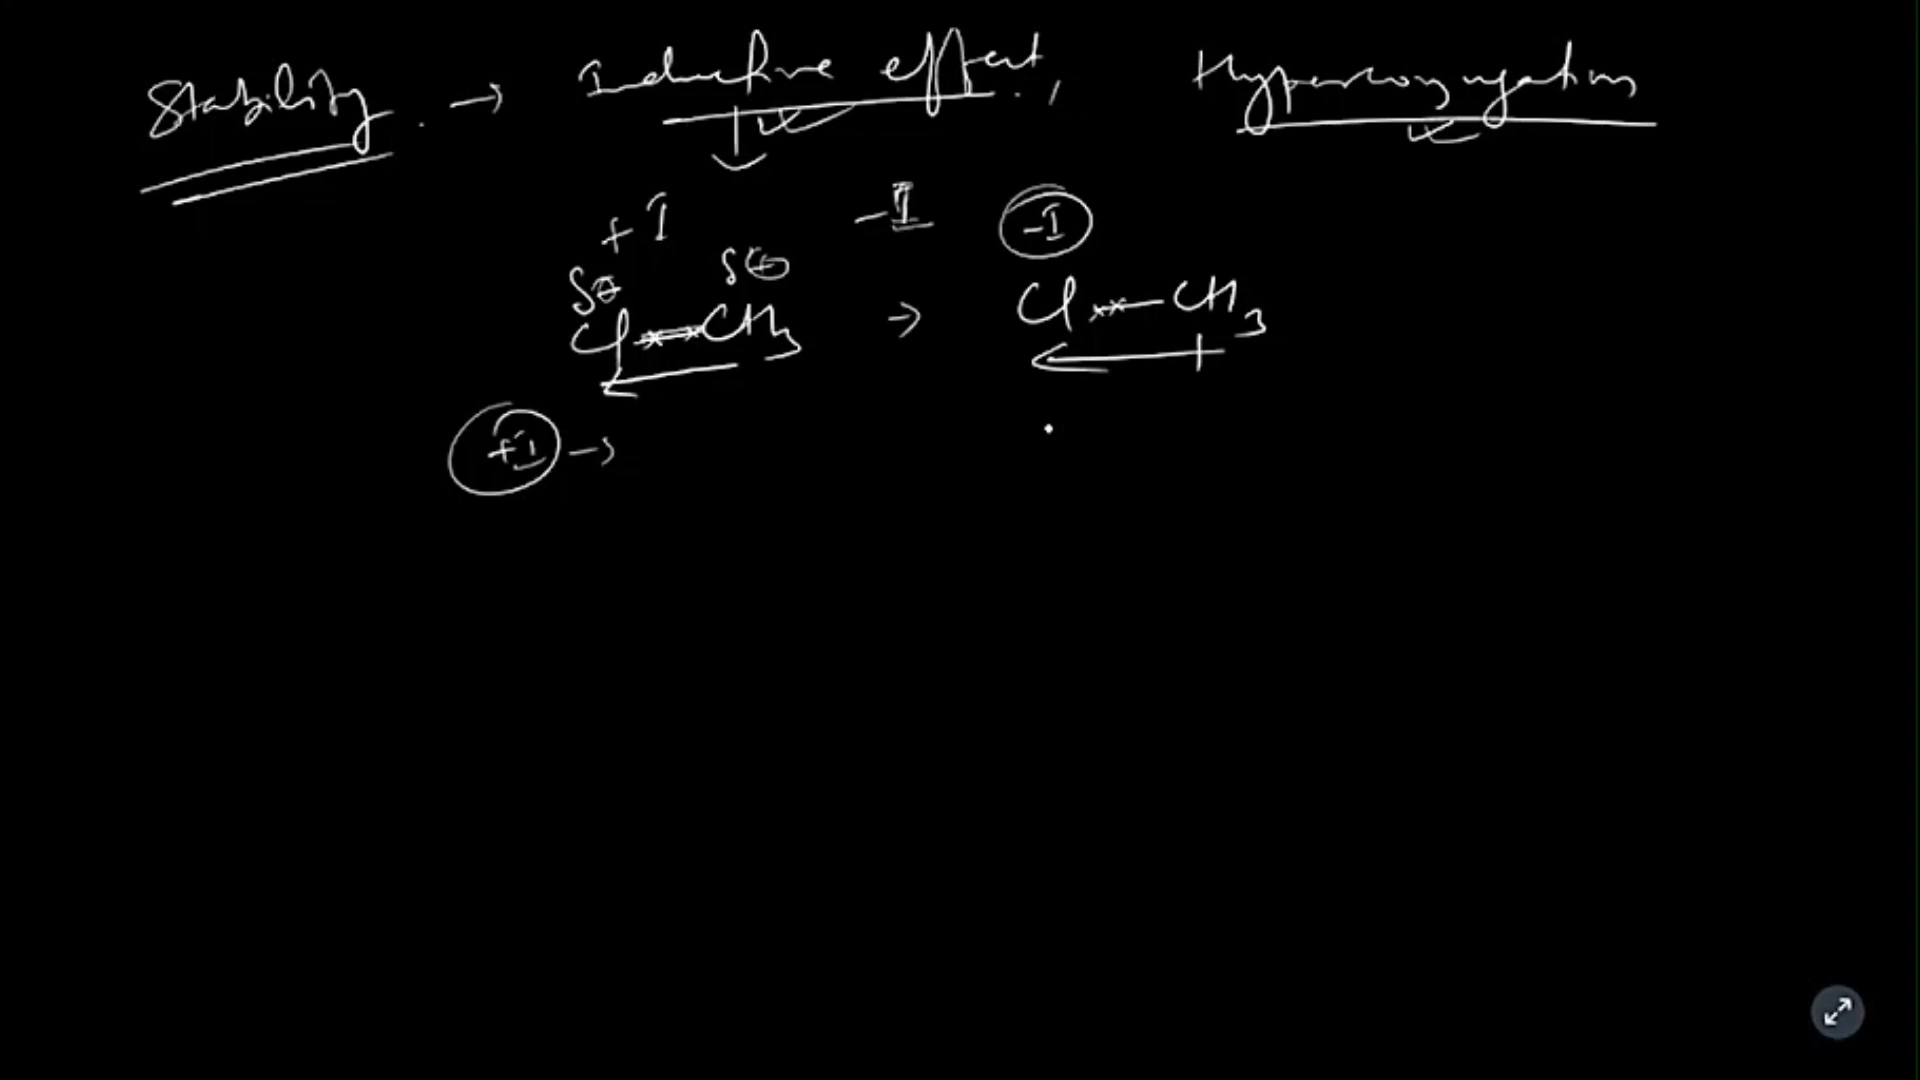 Stability. → Inductive effect, Hyperconjugation
+I -I -I
δ⊖ δ⊕
Cl—CH3 → Cl—CH3
+I →